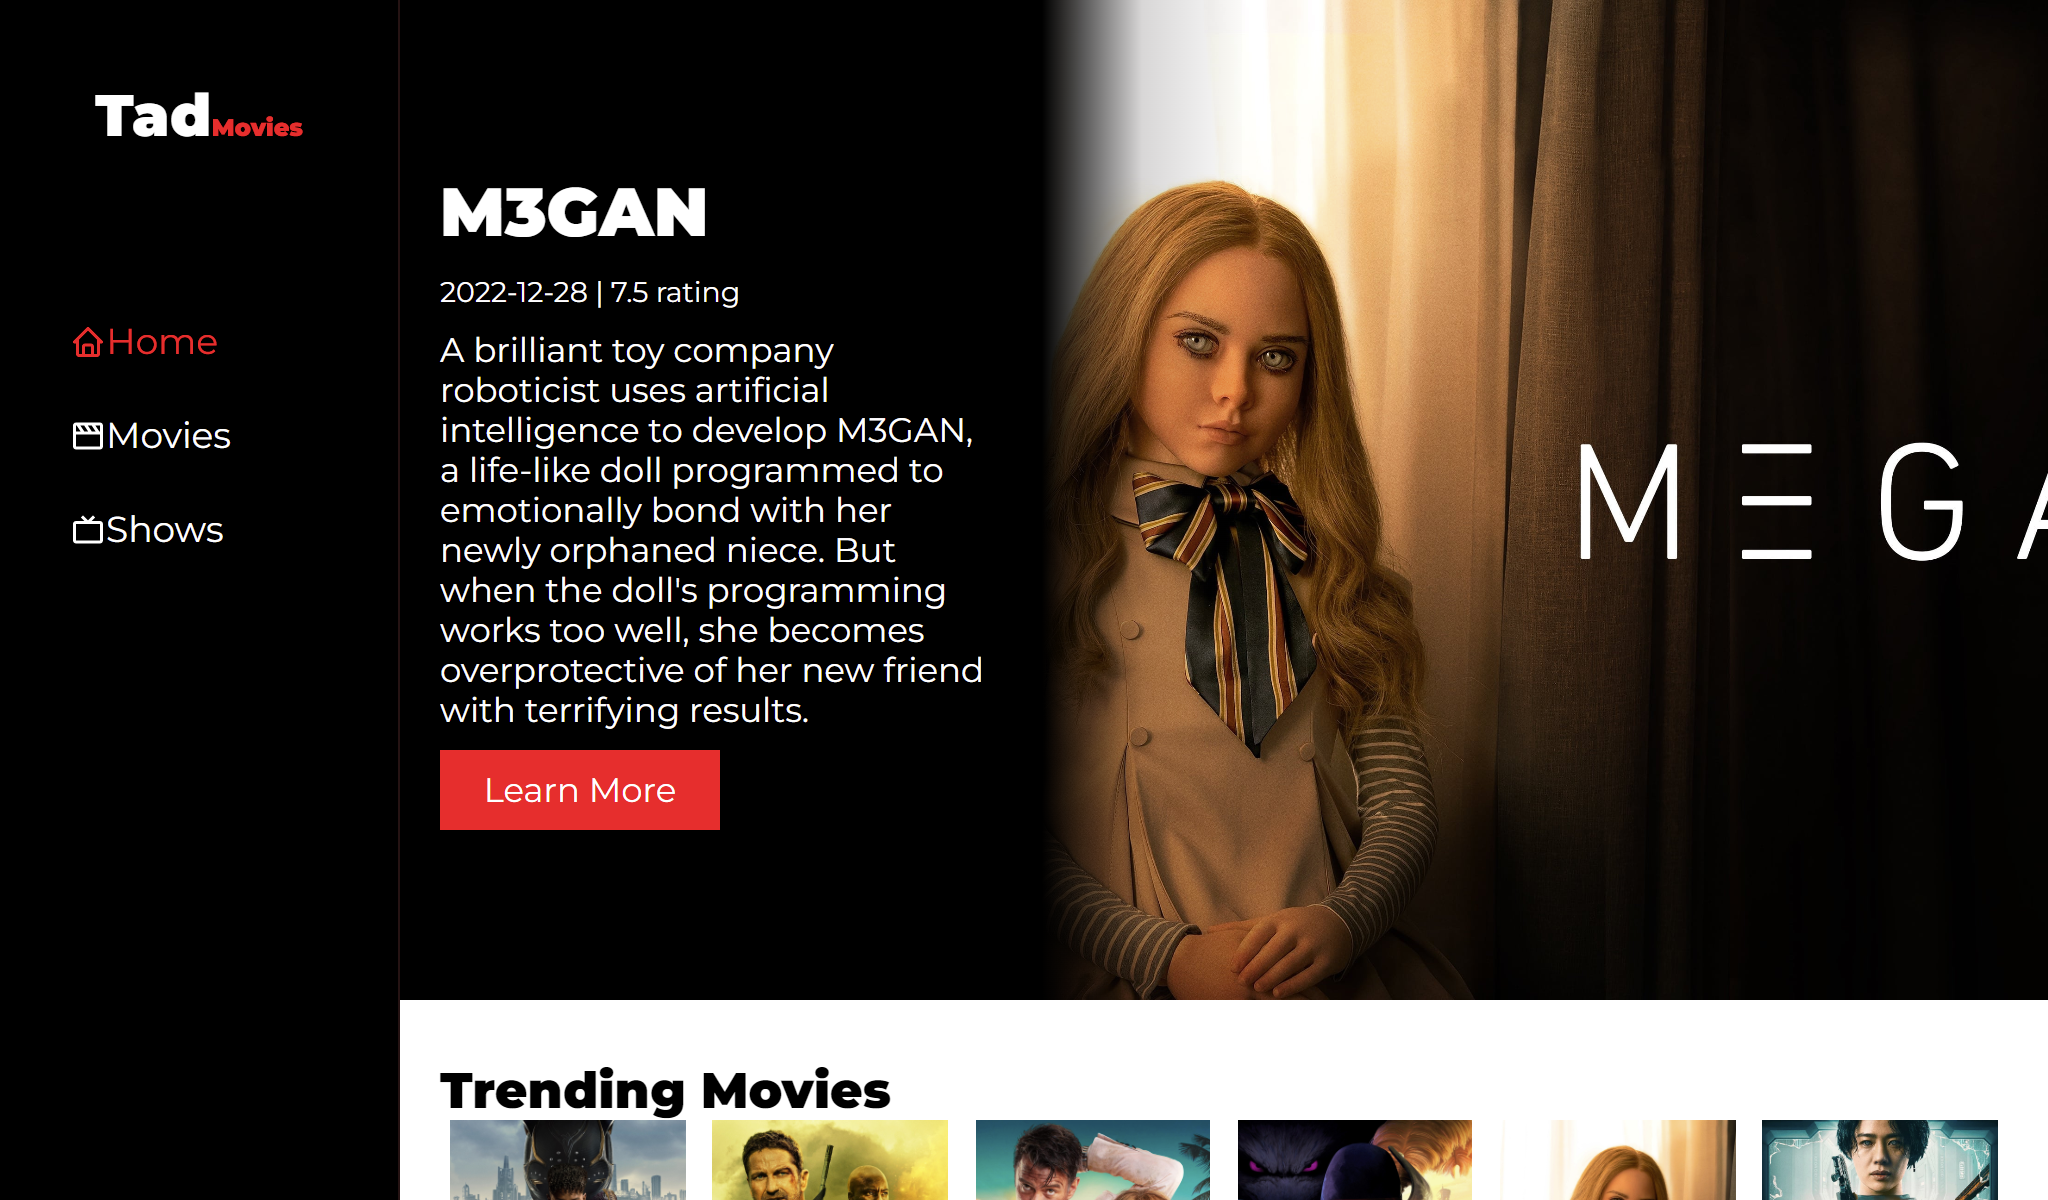 TadMovies
Home
Movies
Shows
M3GAN
2022-12-28 | 7.5 rating
A brilliant toy company
roboticist uses artificial
intelligence to develop M3GAN,
a life-like doll programmed to
emotionally bond with her
newly orphaned niece. But
when the doll's programming
works too well, she becomes
overprotective of her new friend
with terrifying results.
Learn More
M Ξ G A
Trending Movies